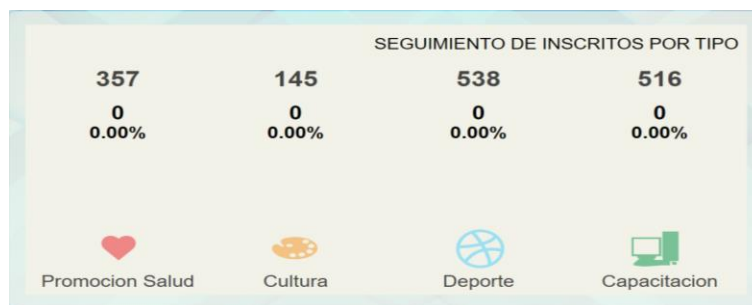 SEGUIMIENTO DE INSCRITOS POR TIPO
357 145 538 516
0 0 0 0
0.00% 0.00% 0.00% 0.00%
Promocion Salud Cultura Deporte Capacitacion